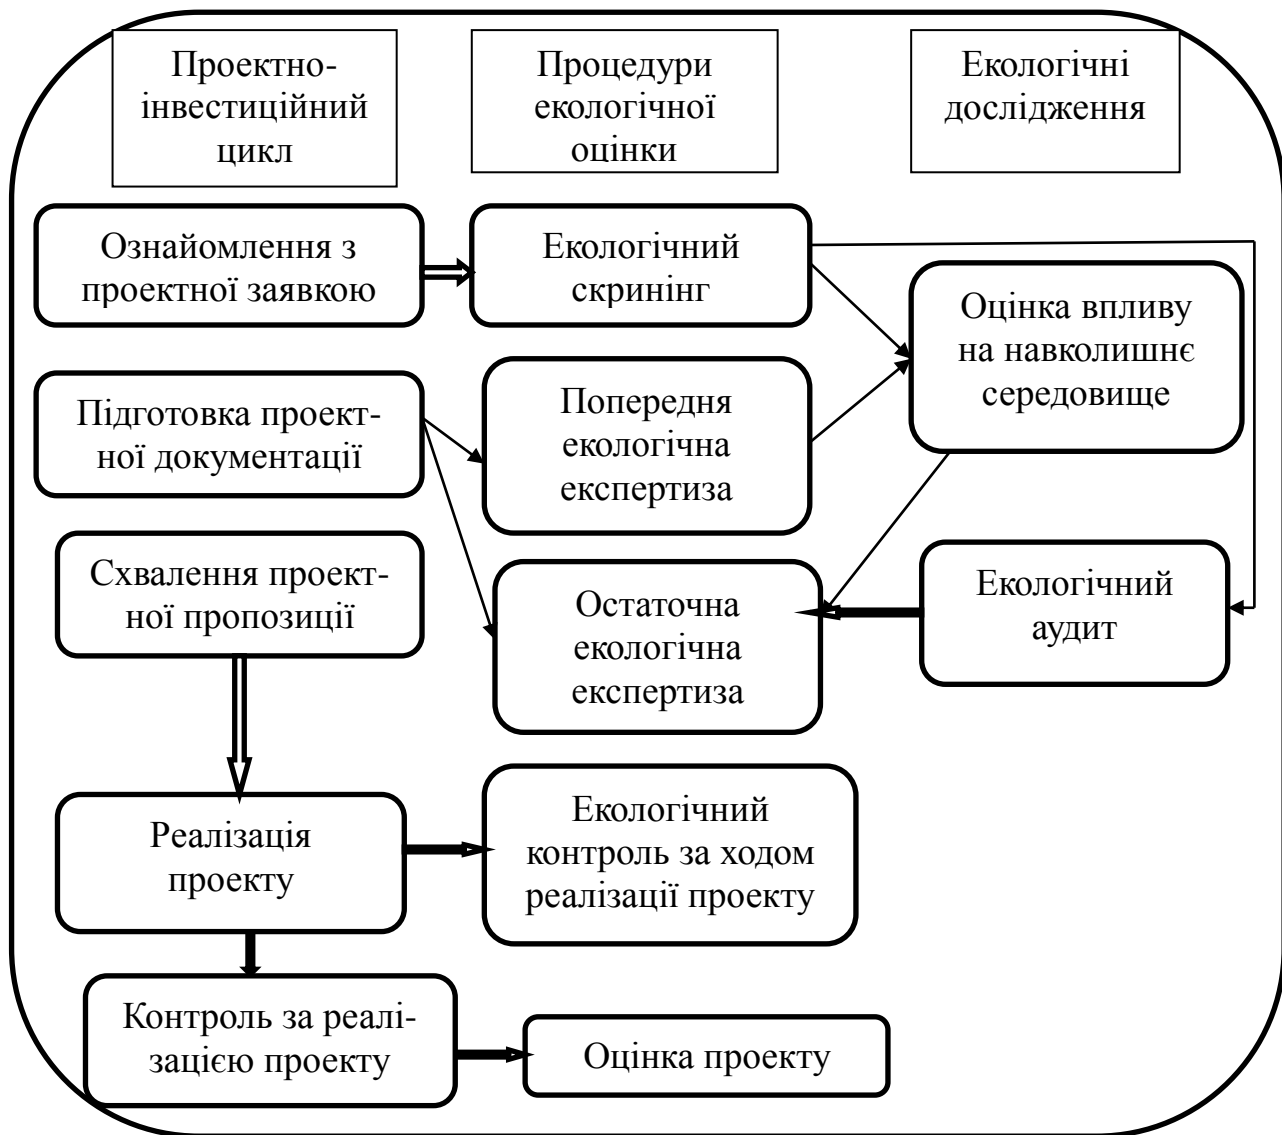 Проектно-
інвестиційний
цикл
Процедури
екологічної
оцінки
Екологічні
дослідження
Ознайомлення з
проектної заявкою
Екологічний
скринінг
Оцінка впливу
на навколишнє
середовище
Підготовка проект-
ної документації
Попередня
екологічна
експертиза
Схвалення проект-
ної пропозиції
Остаточна
екологічна
експертиза
Екологічний
аудит
Реалізація
проекту
Екологічний
контроль за ходом
реалізації проекту
Контроль за реалі-
зацією проекту
Оцінка проекту